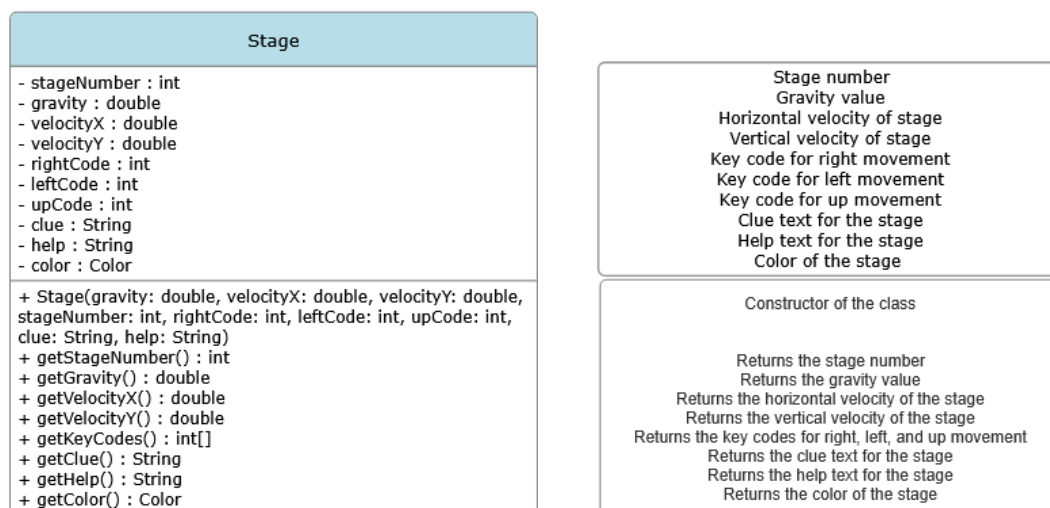 Stage
- stageNumber : int
- gravity : double
- velocityX : double
- velocityY : double
- rightCode : int
- leftCode : int
- upCode : int
- clue : String
- help : String
- color : Color
+ Stage(gravity: double, velocityX: double, velocityY: double,
stageNumber: int, rightCode: int, leftCode: int, upCode: int,
clue: String, help: String)
+ getStageNumber() : int
+ getGravity() : double
+ getVelocityX() : double
+ getVelocityY() : double
+ getKeyCodes() : int[]
+ getClue() : String
+ getHelp() : String
+ getColor() : Color
Stage number
Gravity value
Horizontal velocity of stage
Vertical velocity of stage
Key code for right movement
Key code for left movement
Key code for up movement
Clue text for the stage
Help text for the stage
Color of the stage
Constructor of the class
Returns the stage number
Returns the gravity value
Returns the horizontal velocity of the stage
Returns the vertical velocity of the stage
Returns the key codes for right, left, and up movement
Returns the clue text for the stage
Returns the help text for the stage
Returns the color of the stage